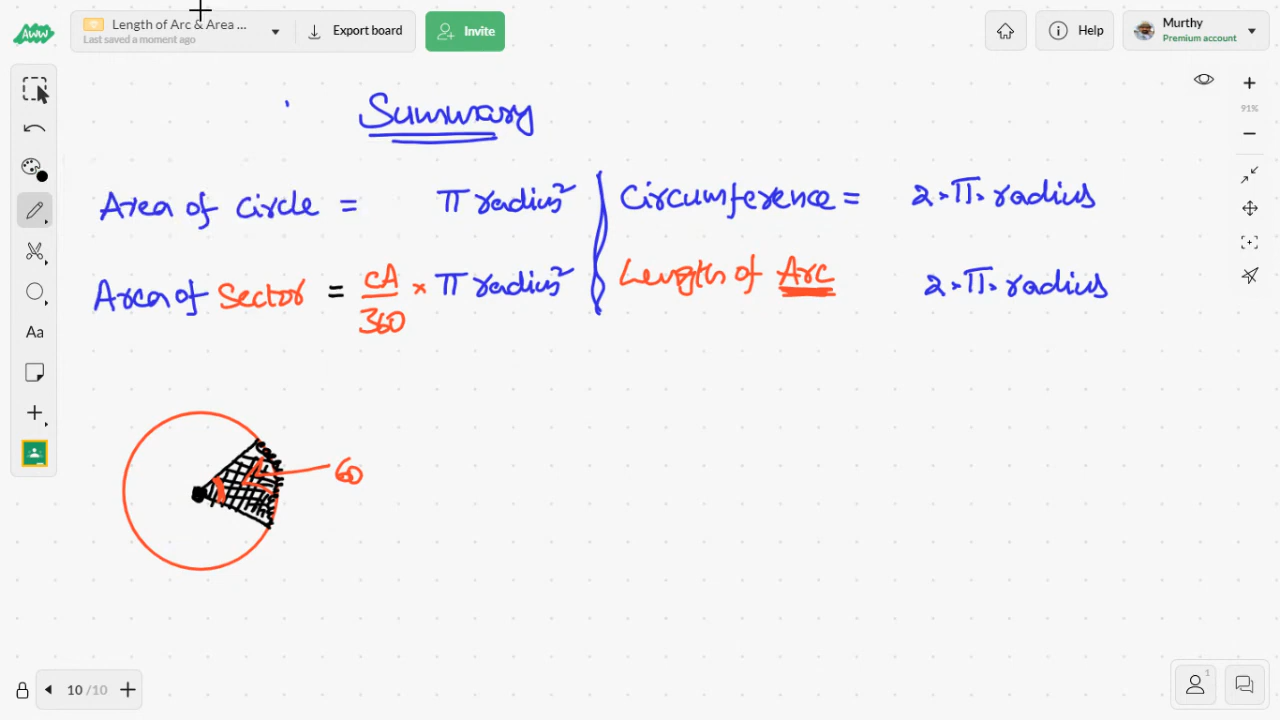 AWW
Length of Arc & Area ...
Last saved a moment ago
Export board
Invite
Help
Murthy
Premium account
91%
Summary
Area of circle = π radius²
Circumference = 2.π.radius
Area of Sector = CA/360 × π radius²
Length of Arc 2.π.radius
60
Aa
10 /10
1